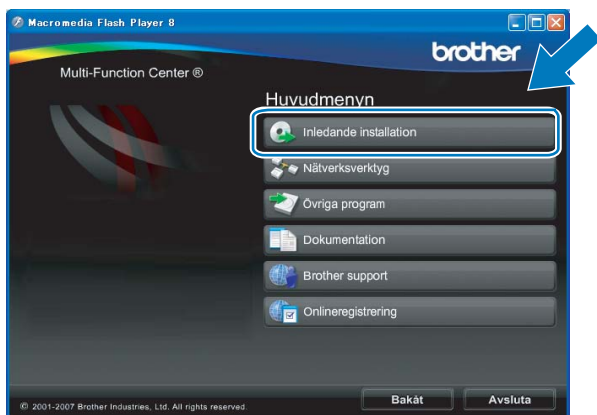 Macromedia Flash Player 8
brother
Multi-Function Center ®
Huvudmenyn
Inledande installation
Nätverksverktyg
Övriga program
Dokumentation
Brother support
Onlineregistrering
Bakåt
Avsluta
© 2001-2007 Brother Industries, Ltd. All rights reserved.